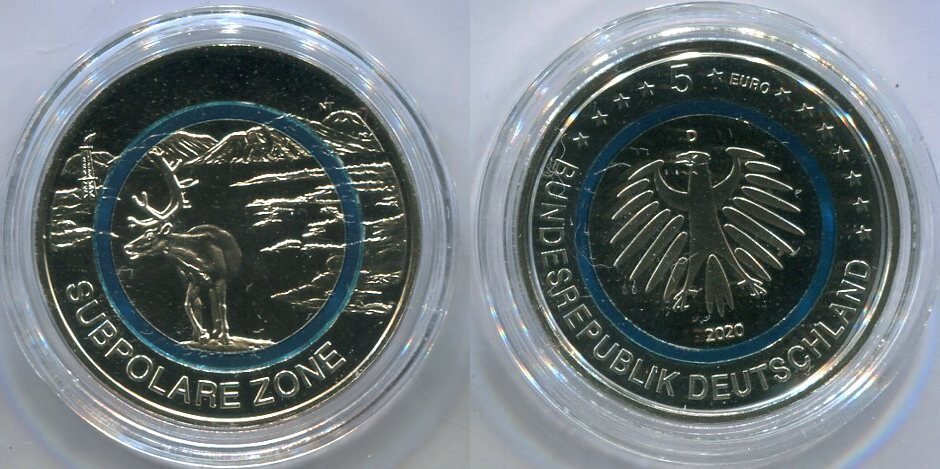 SUBPOLARE ZONE
5 EURO
D
2020
BUNDESREPUBLIK DEUTSCHLAND